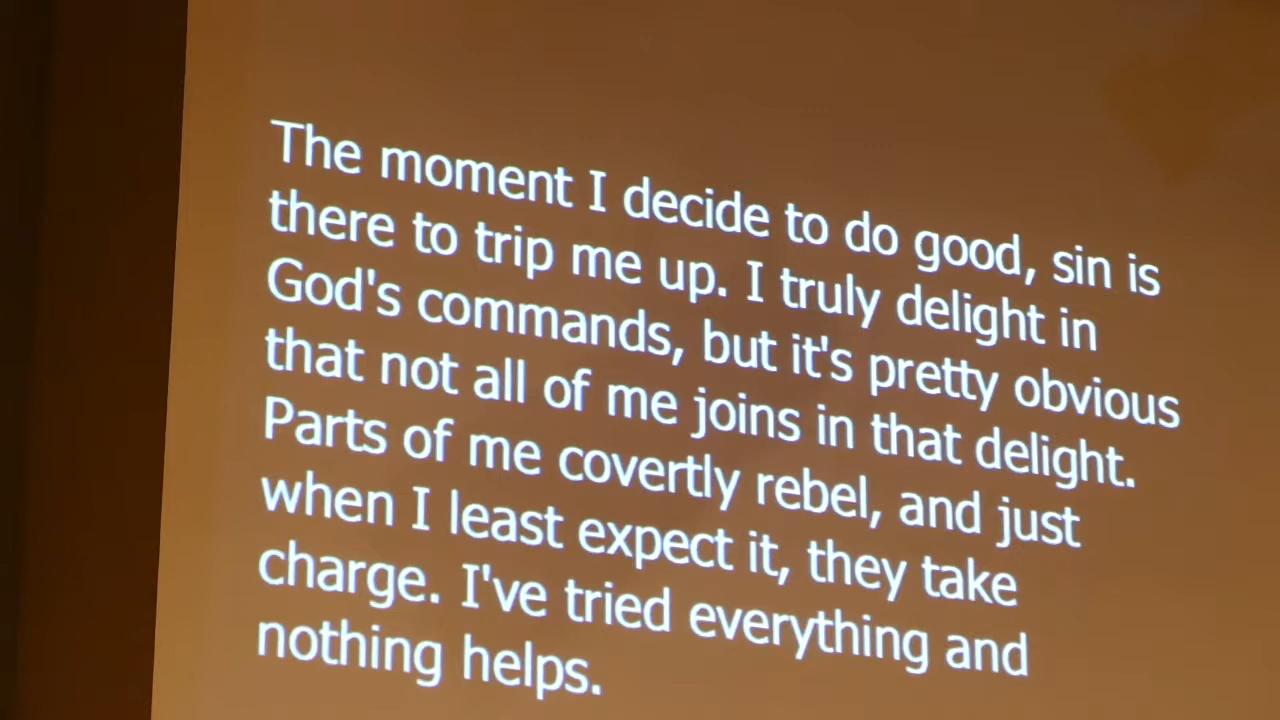 The moment I decide to do good, sin is
there to trip me up. I truly delight in
God's commands, but it's pretty obvious
that not all of me joins in that delight.
Parts of me covertly rebel, and just
when I least expect it, they take
charge. I've tried everything and
nothing helps.